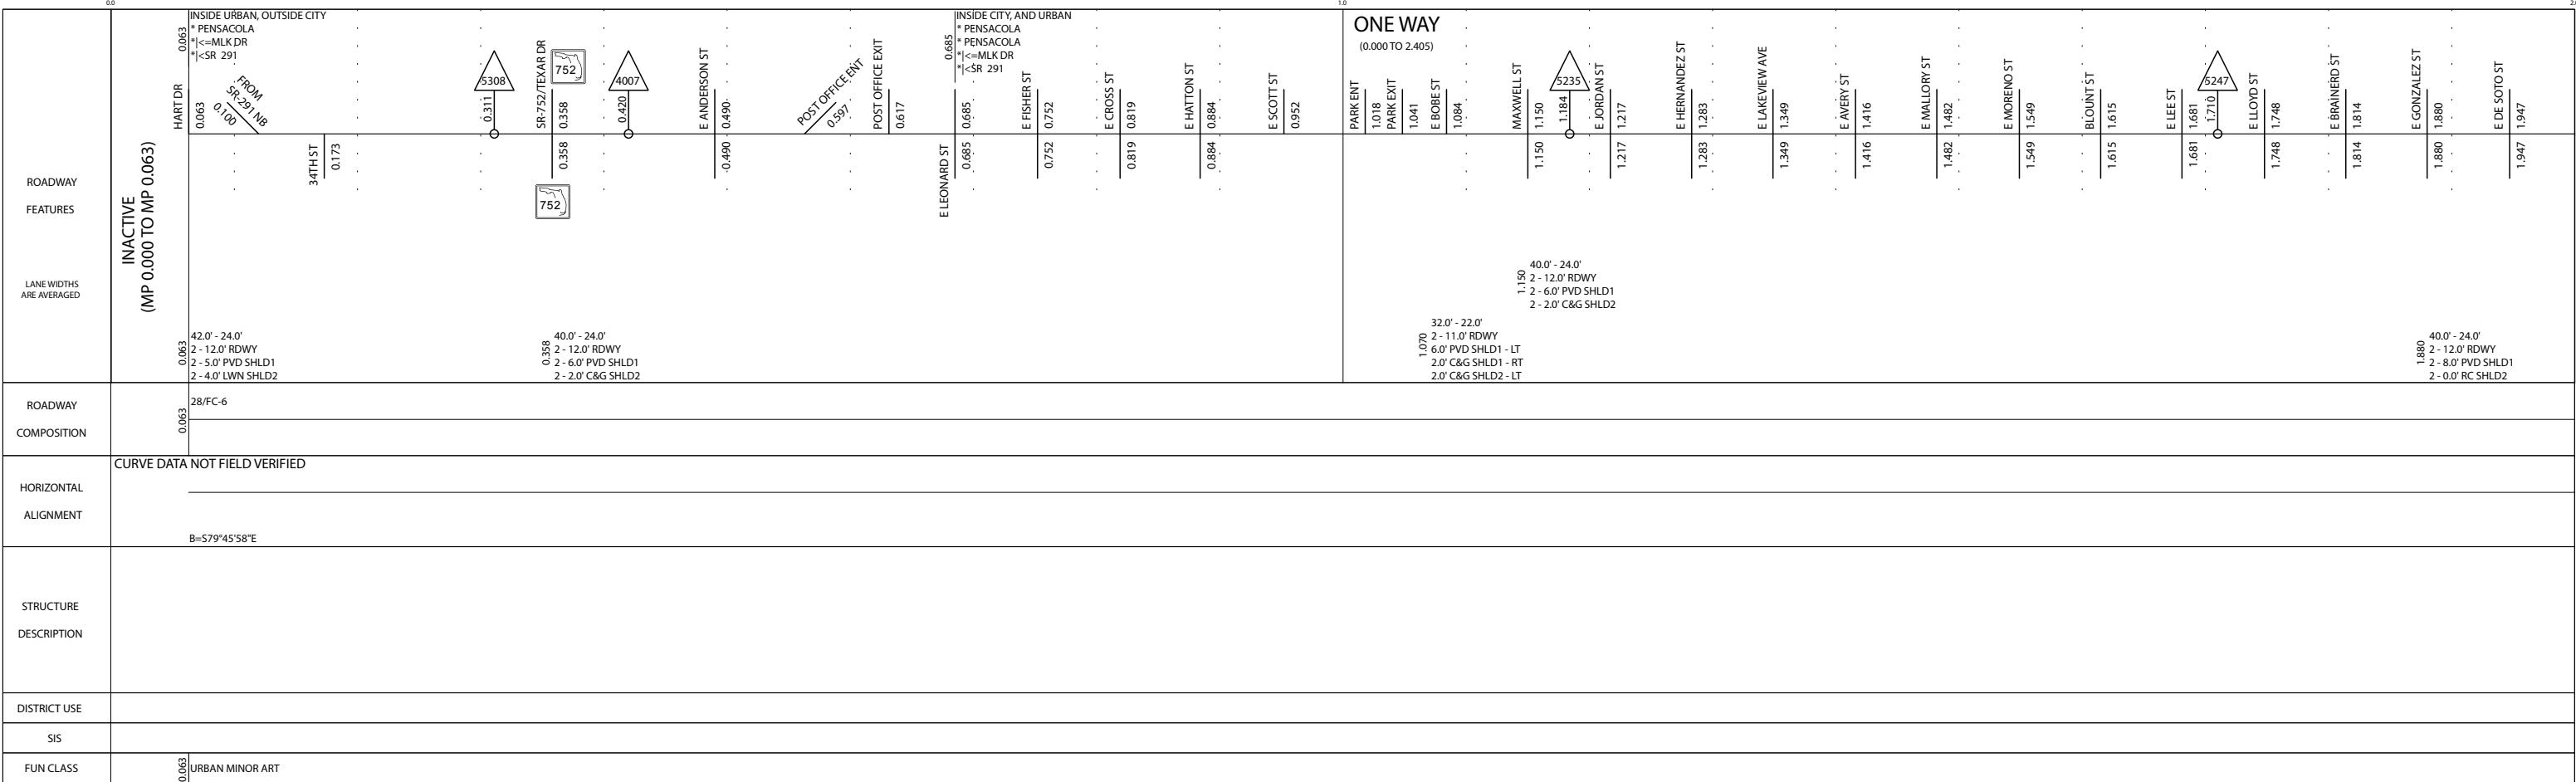 0.0
1.0
2.0
INSIDE URBAN, OUTSIDE CITY
* PENSACOLA
*|<=MLK DR
*|<SR 291
0.063
INSIDE CITY, AND URBAN
* PENSACOLA
* PENSACOLA
*|<=MLK DR
*|<SR 291
0.685
ONE WAY
(0.000 TO 2.405)
HART DR
0.063
FROM
SR-291 NB
0.100
34TH ST
0.173
5308
0.311
SR-752/TEXAR DR
752
0.358
0.358
752
4007
0.420
E ANDERSON ST
0.490
0.490
POST OFFICE ENT
0.597
POST OFFICE EXIT
0.617
E LEONARD ST
0.685
0.685
E FISHER ST
0.752
0.752
E CROSS ST
0.819
0.819
E HATTON ST
0.884
0.884
E SCOTT ST
0.952
PARK ENT
1.018
PARK EXIT
1.041
E BOBE ST
1.084
MAXWELL ST
1.150
1.150
5235
1.184
E JORDAN ST
1.217
1.217
E HERNANDEZ ST
1.283
1.283
E LAKEVIEW AVE
1.349
1.349
E AVERY ST
1.416
1.416
E MALLORY ST
1.482
1.482
E MORENO ST
1.549
1.549
BLOUNT ST
1.615
1.615
E LEE ST
1.681
1.681
5247
1.710
E LLOYD ST
1.748
1.748
E BRAINERD ST
1.814
1.814
E GONZALEZ ST
1.880
1.880
E DE SOTO ST
1.947
1.947
ROADWAY
FEATURES
LANE WIDTHS
ARE AVERAGED
INACTIVE
(MP 0.000 TO MP 0.063)
0.063
42.0' - 24.0'
2 - 12.0' RDWY
2 - 5.0' PVD SHLD1
2 - 4.0' LWN SHLD2
0.358
40.0' - 24.0'
2 - 12.0' RDWY
2 - 6.0' PVD SHLD1
2 - 2.0' C&G SHLD2
1.070
32.0' - 22.0'
2 - 11.0' RDWY
6.0' PVD SHLD1 - LT
2.0' C&G SHLD1 - RT
2.0' C&G SHLD2 - LT
1.150
40.0' - 24.0'
2 - 12.0' RDWY
2 - 6.0' PVD SHLD1
2 - 2.0' C&G SHLD2
1.880
40.0' - 24.0'
2 - 12.0' RDWY
2 - 8.0' PVD SHLD1
2 - 0.0' RC SHLD2
ROADWAY
COMPOSITION
0.063
28/FC-6
HORIZONTAL
ALIGNMENT
CURVE DATA NOT FIELD VERIFIED
B=S79°45'58"E
STRUCTURE
DESCRIPTION
DISTRICT USE
SIS
FUN CLASS
0.063
URBAN MINOR ART